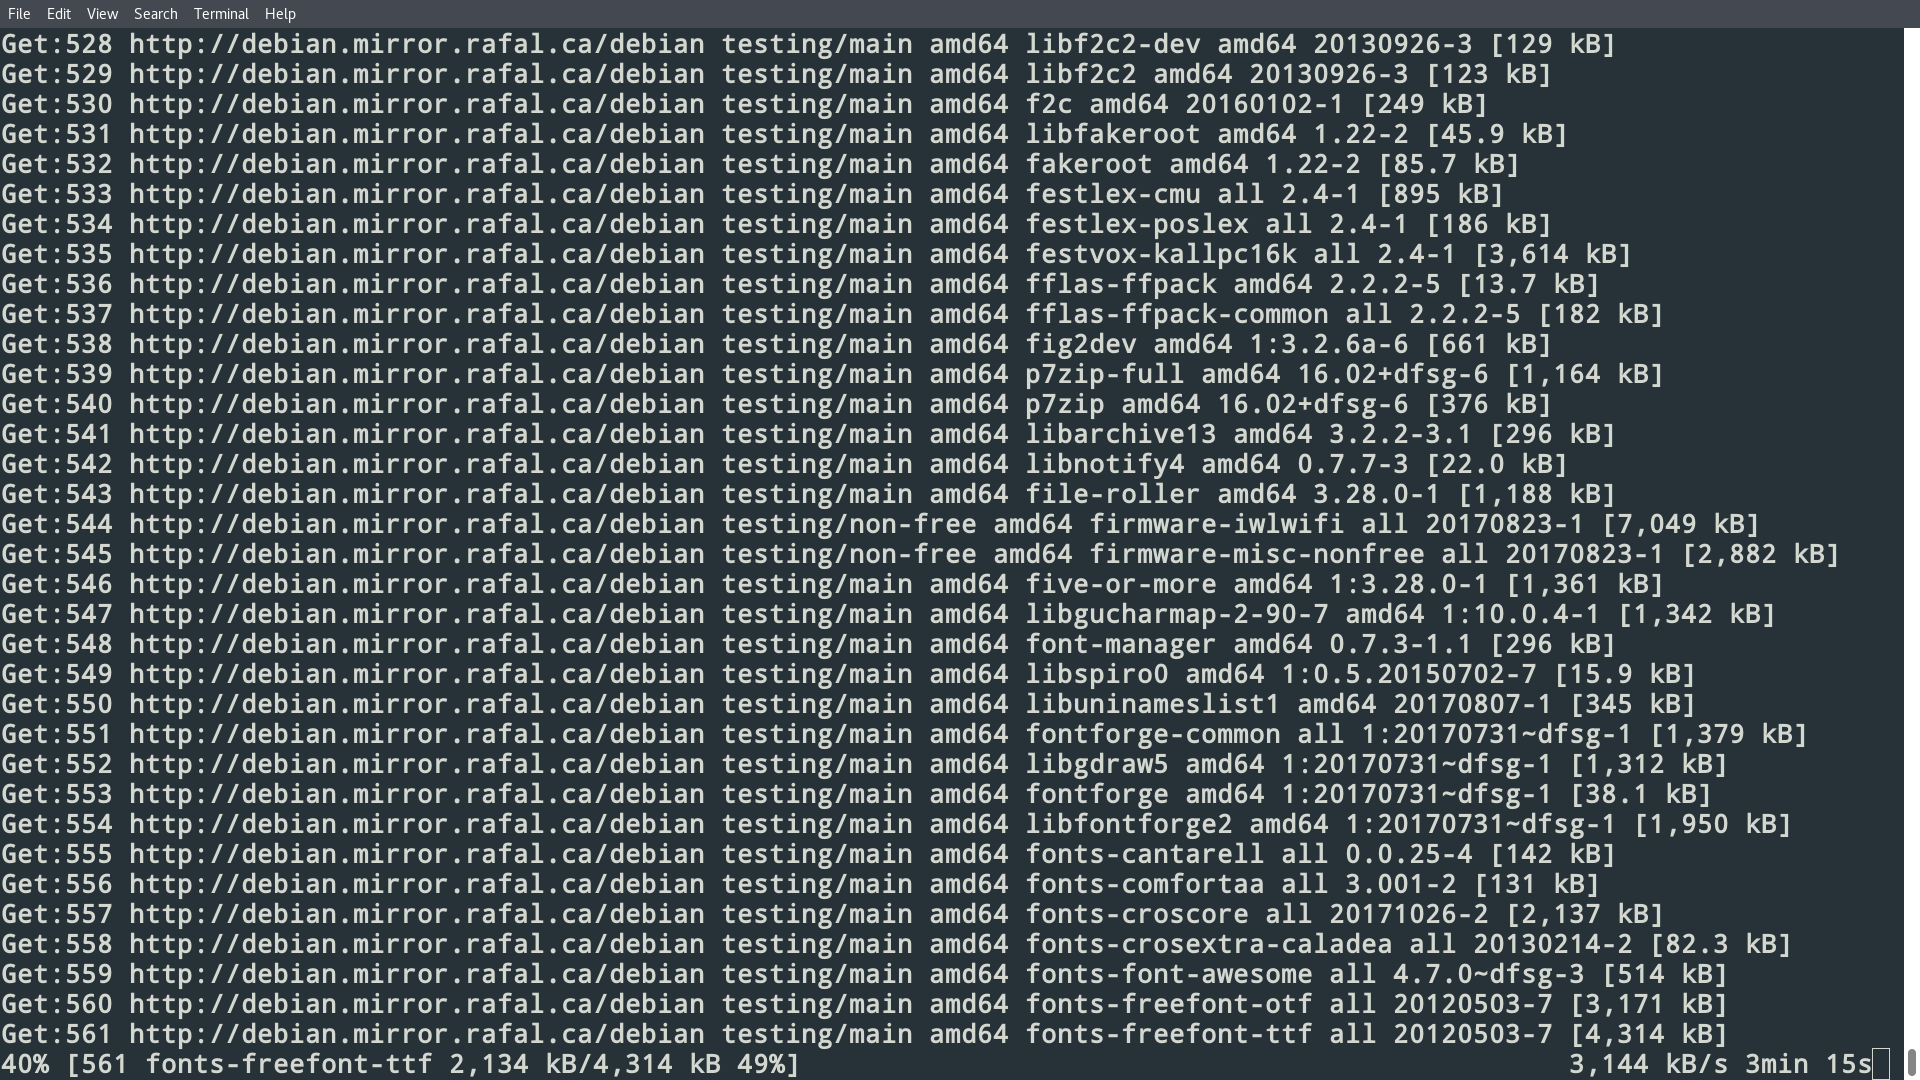 File Edit View Search Terminal Help
Get:528 http://debian.mirror.rafal.ca/debian testing/main amd64 libf2c2-dev amd64 20130926-3 [129 kB]
Get:529 http://debian.mirror.rafal.ca/debian testing/main amd64 libf2c2 amd64 20130926-3 [123 kB]
Get:530 http://debian.mirror.rafal.ca/debian testing/main amd64 f2c amd64 20160102-1 [249 kB]
Get:531 http://debian.mirror.rafal.ca/debian testing/main amd64 libfakeroot amd64 1.22-2 [45.9 kB]
Get:532 http://debian.mirror.rafal.ca/debian testing/main amd64 fakeroot amd64 1.22-2 [85.7 kB]
Get:533 http://debian.mirror.rafal.ca/debian testing/main amd64 festlex-cmu all 2.4-1 [895 kB]
Get:534 http://debian.mirror.rafal.ca/debian testing/main amd64 festlex-poslex all 2.4-1 [186 kB]
Get:535 http://debian.mirror.rafal.ca/debian testing/main amd64 festvox-kallpc16k all 2.4-1 [3,614 kB]
Get:536 http://debian.mirror.rafal.ca/debian testing/main amd64 fflas-ffpack amd64 2.2.2-5 [13.7 kB]
Get:537 http://debian.mirror.rafal.ca/debian testing/main amd64 fflas-ffpack-common all 2.2.2-5 [182 kB]
Get:538 http://debian.mirror.rafal.ca/debian testing/main amd64 fig2dev amd64 1:3.2.6a-6 [661 kB]
Get:539 http://debian.mirror.rafal.ca/debian testing/main amd64 p7zip-full amd64 16.02+dfsg-6 [1,164 kB]
Get:540 http://debian.mirror.rafal.ca/debian testing/main amd64 p7zip amd64 16.02+dfsg-6 [376 kB]
Get:541 http://debian.mirror.rafal.ca/debian testing/main amd64 libarchive13 amd64 3.2.2-3.1 [296 kB]
Get:542 http://debian.mirror.rafal.ca/debian testing/main amd64 libnotify4 amd64 0.7.7-3 [22.0 kB]
Get:543 http://debian.mirror.rafal.ca/debian testing/main amd64 file-roller amd64 3.28.0-1 [1,188 kB]
Get:544 http://debian.mirror.rafal.ca/debian testing/non-free amd64 firmware-iwlwifi all 20170823-1 [7,049 kB]
Get:545 http://debian.mirror.rafal.ca/debian testing/non-free amd64 firmware-misc-nonfree all 20170823-1 [2,882 kB]
Get:546 http://debian.mirror.rafal.ca/debian testing/main amd64 five-or-more amd64 1:3.28.0-1 [1,361 kB]
Get:547 http://debian.mirror.rafal.ca/debian testing/main amd64 libgucharmap-2-90-7 amd64 1:10.0.4-1 [1,342 kB]
Get:548 http://debian.mirror.rafal.ca/debian testing/main amd64 font-manager amd64 0.7.3-1.1 [296 kB]
Get:549 http://debian.mirror.rafal.ca/debian testing/main amd64 libspiro0 amd64 1:0.5.20150702-7 [15.9 kB]
Get:550 http://debian.mirror.rafal.ca/debian testing/main amd64 libuninameslist1 amd64 20170807-1 [345 kB]
Get:551 http://debian.mirror.rafal.ca/debian testing/main amd64 fontforge-common all 1:20170731~dfsg-1 [1,379 kB]
Get:552 http://debian.mirror.rafal.ca/debian testing/main amd64 libgdraw5 amd64 1:20170731~dfsg-1 [1,312 kB]
Get:553 http://debian.mirror.rafal.ca/debian testing/main amd64 fontforge amd64 1:20170731~dfsg-1 [38.1 kB]
Get:554 http://debian.mirror.rafal.ca/debian testing/main amd64 libfontforge2 amd64 1:20170731~dfsg-1 [1,950 kB]
Get:555 http://debian.mirror.rafal.ca/debian testing/main amd64 fonts-cantarell all 0.0.25-4 [142 kB]
Get:556 http://debian.mirror.rafal.ca/debian testing/main amd64 fonts-comfortaa all 3.001-2 [131 kB]
Get:557 http://debian.mirror.rafal.ca/debian testing/main amd64 fonts-croscore all 20171026-2 [2,137 kB]
Get:558 http://debian.mirror.rafal.ca/debian testing/main amd64 fonts-crosextra-caladea all 20130214-2 [82.3 kB]
Get:559 http://debian.mirror.rafal.ca/debian testing/main amd64 fonts-font-awesome all 4.7.0~dfsg-3 [514 kB]
Get:560 http://debian.mirror.rafal.ca/debian testing/main amd64 fonts-freefont-otf all 20120503-7 [3,171 kB]
Get:561 http://debian.mirror.rafal.ca/debian testing/main amd64 fonts-freefont-ttf all 20120503-7 [4,314 kB]
40% [561 fonts-freefont-ttf 2,134 kB/4,314 kB 49%] 3,144 kB/s 3min 15s